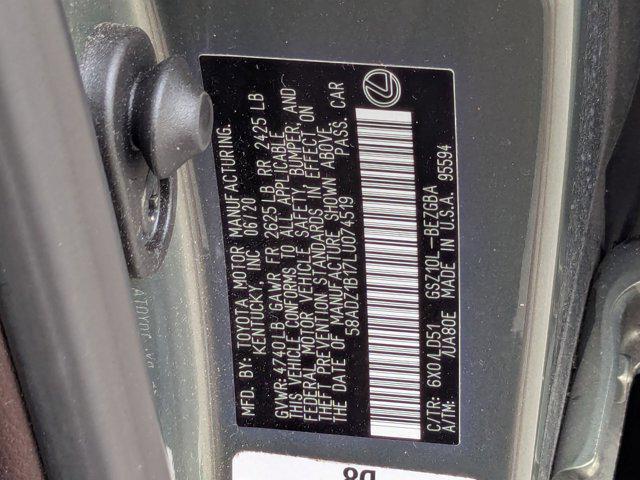 MFD. BY: TOYOTA MOTOR MANUFACTURING.
KENTUCKY, INC 06/20
GVWR:4740LB GAWR FR 2625 LB RR 2425 LB
THIS VEHICLE CONFORMS TO ALL APPLICABLE
FEDERAL MOTOR VEHICLE SAFETY, BUMPER, AND
THEFT PREVENTION STANDARDS IN EFFECT ON
THE DATE OF MANUFACTURE SHOWN ABOVE.
58ADZ1B17LU074519 PASS. CAR
C/TR: 6X0/LD51 GSZ10L-BEZGBA
A/TM: /UA80E MADE IN U.S.A. 95594